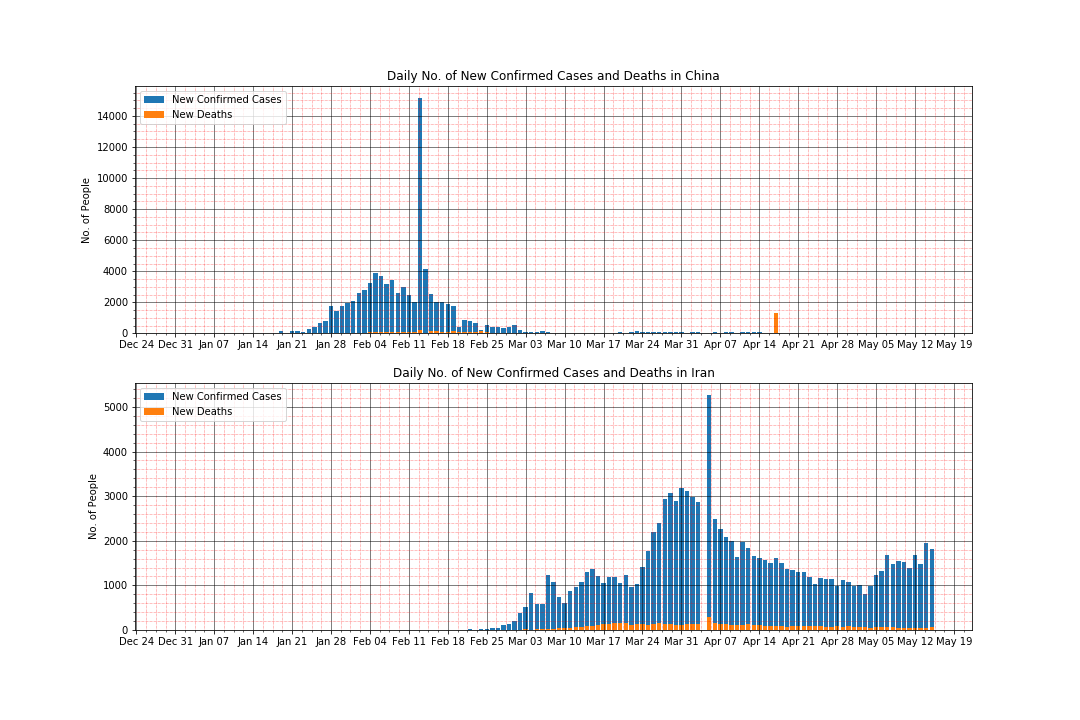 Daily No. of New Confirmed Cases and Deaths in China
New Confirmed Cases
New Deaths
No. of People
14000
12000
10000
8000
6000
4000
2000
0
Dec 24 Dec 31 Jan 07 Jan 14 Jan 21 Jan 28 Feb 04 Feb 11 Feb 18 Feb 25 Mar 03 Mar 10 Mar 17 Mar 24 Mar 31 Apr 07 Apr 14 Apr 21 Apr 28 May 05 May 12 May 19
Daily No. of New Confirmed Cases and Deaths in Iran
New Confirmed Cases
New Deaths
No. of People
5000
4000
3000
2000
1000
0
Dec 24 Dec 31 Jan 07 Jan 14 Jan 21 Jan 28 Feb 04 Feb 11 Feb 18 Feb 25 Mar 03 Mar 10 Mar 17 Mar 24 Mar 31 Apr 07 Apr 14 Apr 21 Apr 28 May 05 May 12 May 19